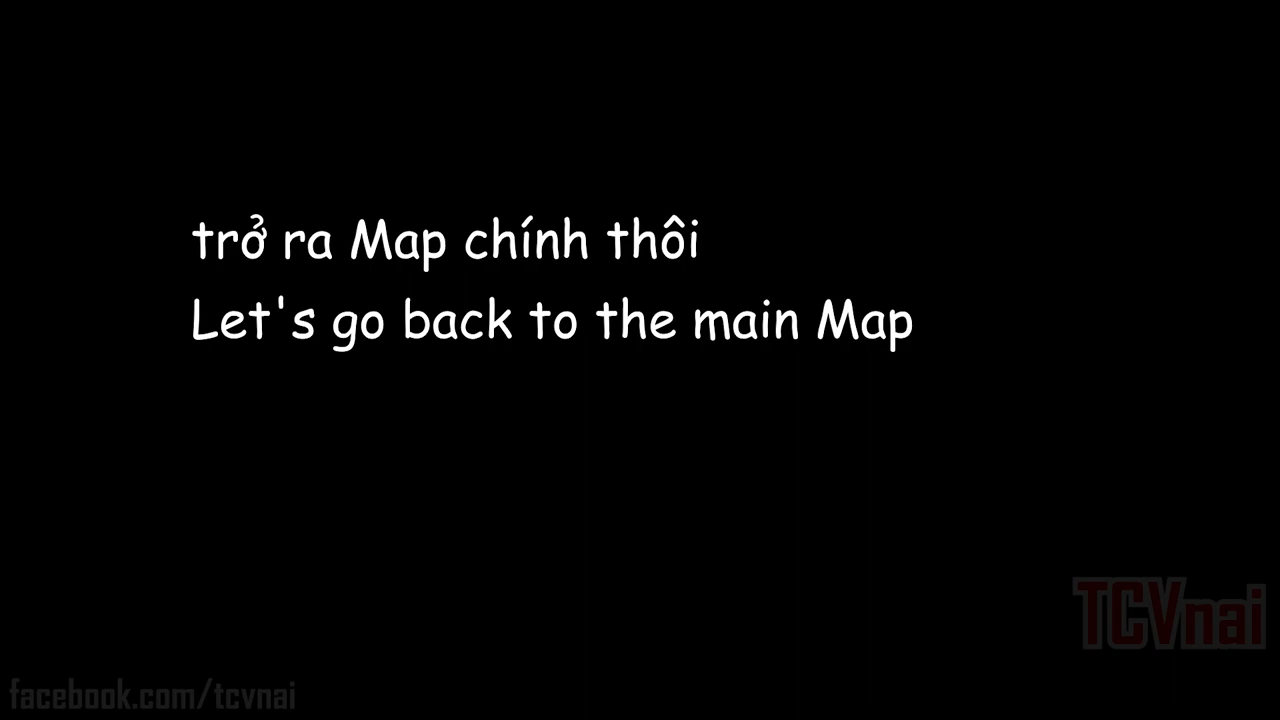 trở ra Map chính thôi
Let's go back to the main Map
TCVnai
facebook.com/tcvnai